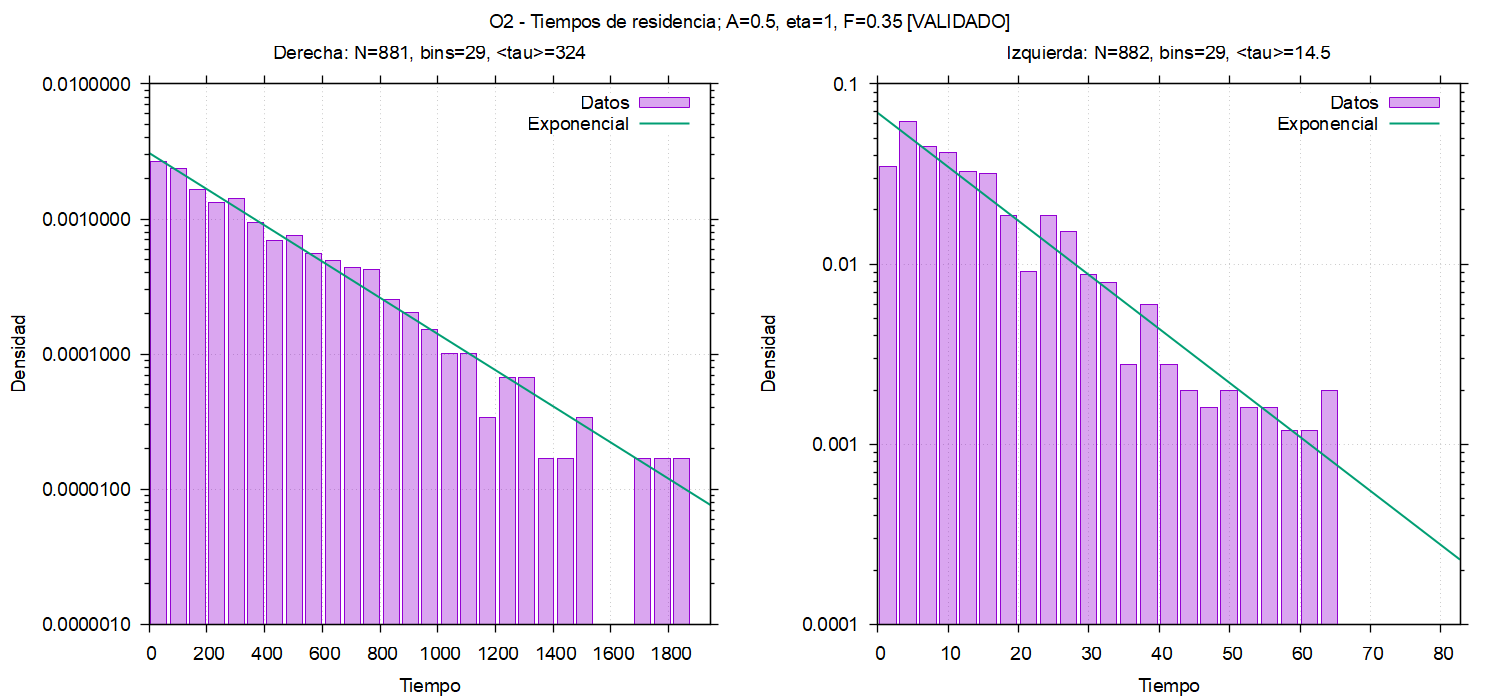 O2 - Tiempos de residencia; A=0.5, eta=1, F=0.35 [VALIDADO]
Derecha: N=881, bins=29, <tau>=324
Datos
Exponencial
0.0100000
0.0010000
0.0001000
0.0000100
0.0000010
Densidad
0 200 400 600 800 1000 1200 1400 1600 1800
Tiempo
Izquierda: N=882, bins=29, <tau>=14.5
Datos
Exponencial
0.1
0.01
0.001
0.0001
Densidad
0 10 20 30 40 50 60 70 80
Tiempo